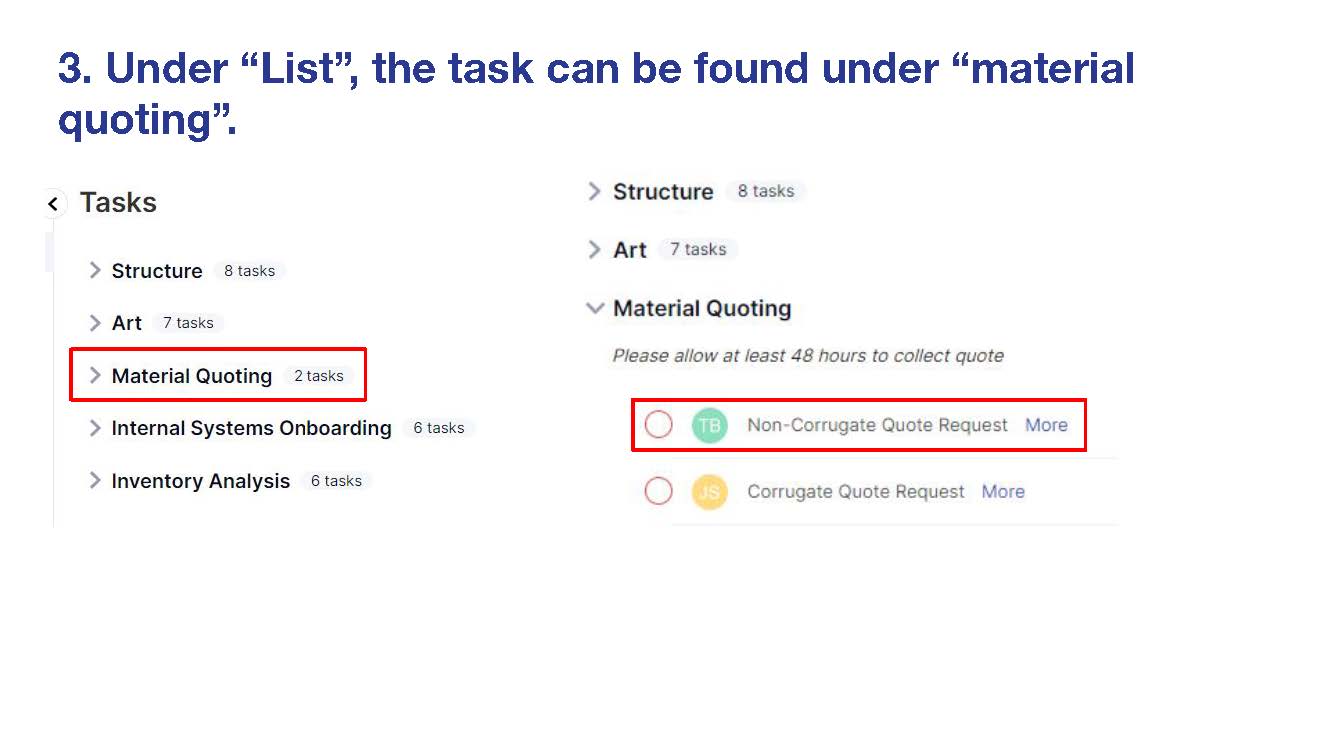 3. Under “List”, the task can be found under “material
quoting”.
Tasks
Structure 8 tasks
Art 7 tasks
Material Quoting 2 tasks
Internal Systems Onboarding 6 tasks
Inventory Analysis 6 tasks
Structure 8 tasks
Art 7 tasks
Material Quoting
Please allow at least 48 hours to collect quote
TB Non-Corrugate Quote Request More
JS Corrugate Quote Request More